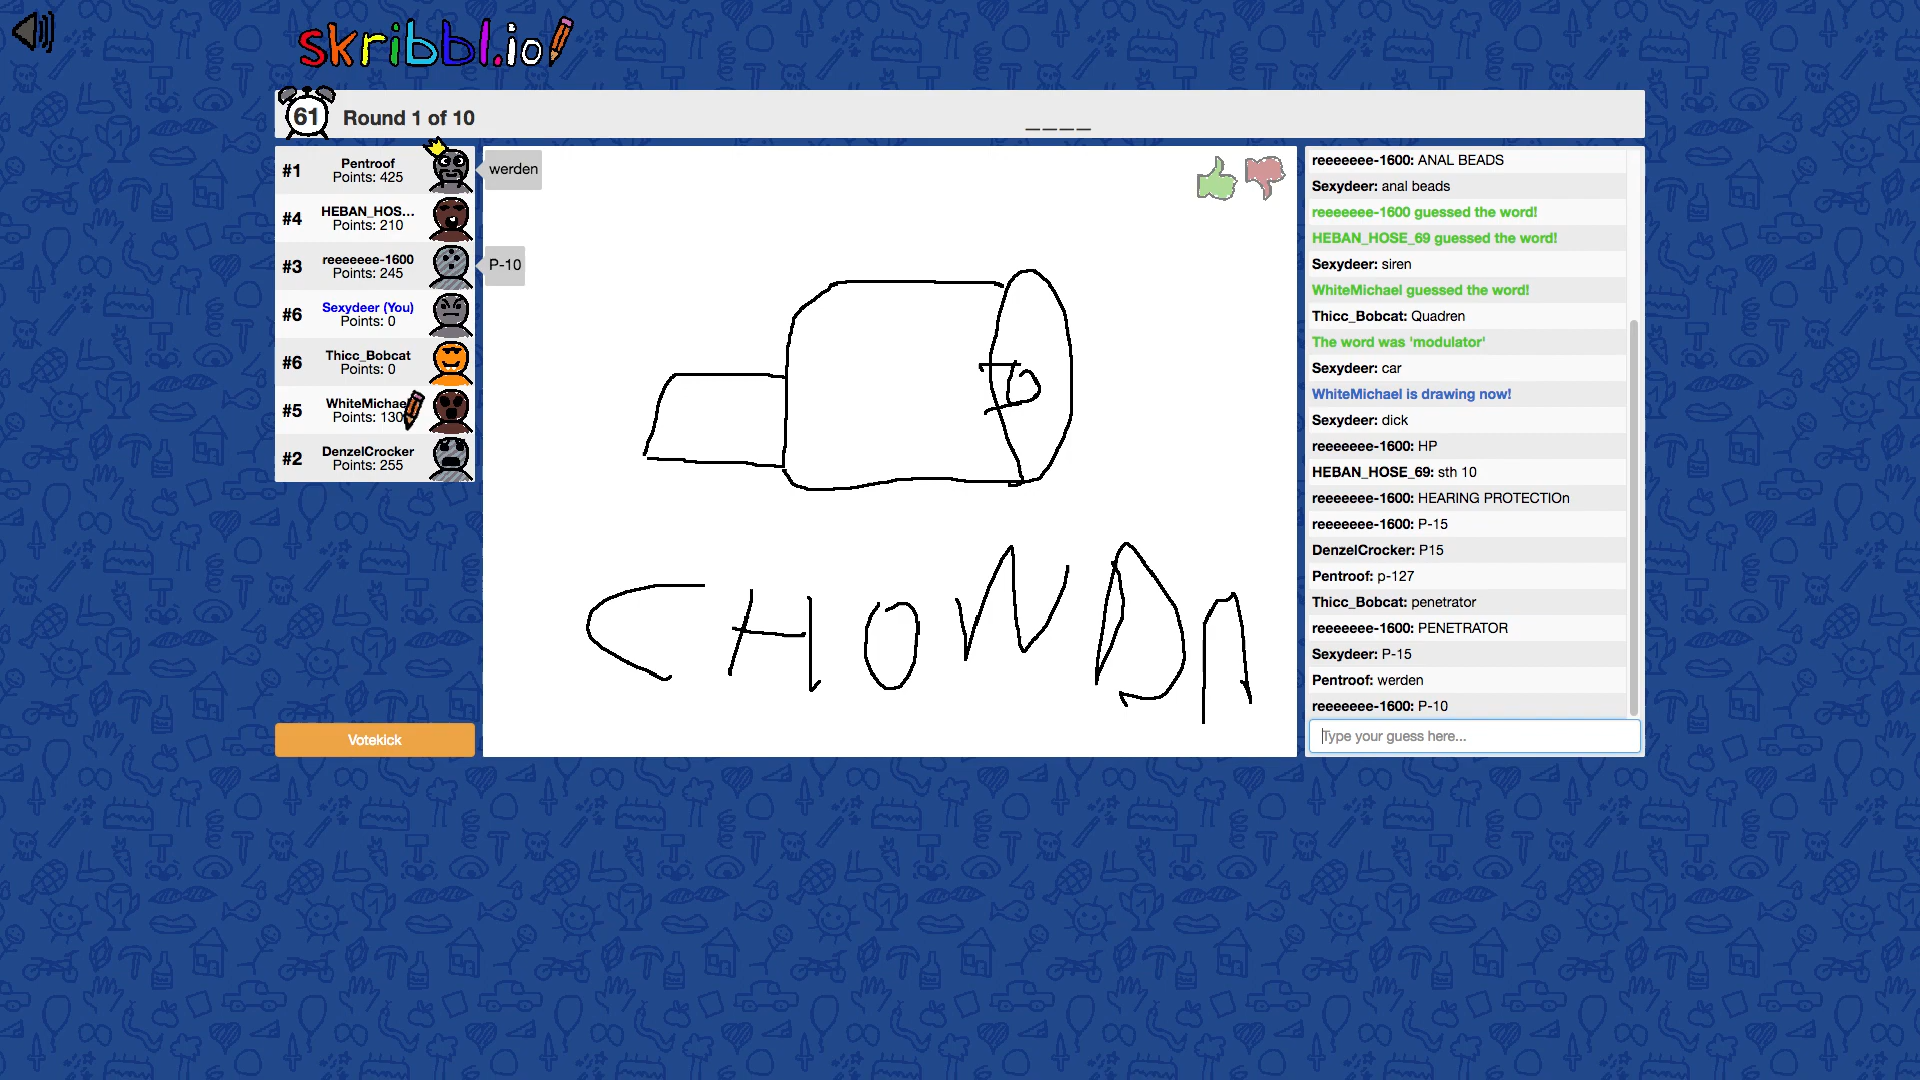 skribbl.io
61
Round 1 of 10
____
#1
Pentroof
Points: 425
werden
#4
HEBAN_HOS...
Points: 210
#3
reeeeeee-1600
Points: 245
P-10
#6
Sexydeer (You)
Points: 0
#6
Thicc_Bobcat
Points: 0
#5
WhiteMichae
Points: 130
#2
DenzelCrocker
Points: 255
Votekick
CHOWDA
reeeeeee-1600: ANAL BEADS
Sexydeer: anal beads
reeeeeee-1600 guessed the word!
HEBAN_HOSE_69 guessed the word!
Sexydeer: siren
WhiteMichael guessed the word!
Thicc_Bobcat: Quadren
The word was 'modulator'
Sexydeer: car
WhiteMichael is drawing now!
Sexydeer: dick
reeeeeee-1600: HP
HEBAN_HOSE_69: sth 10
reeeeeee-1600: HEARING PROTECTIOn
reeeeeee-1600: P-15
DenzelCrocker: P15
Pentroof: p-127
Thicc_Bobcat: penetrator
reeeeeee-1600: PENETRATOR
Sexydeer: P-15
Pentroof: werden
reeeeeee-1600: P-10
Type your guess here...